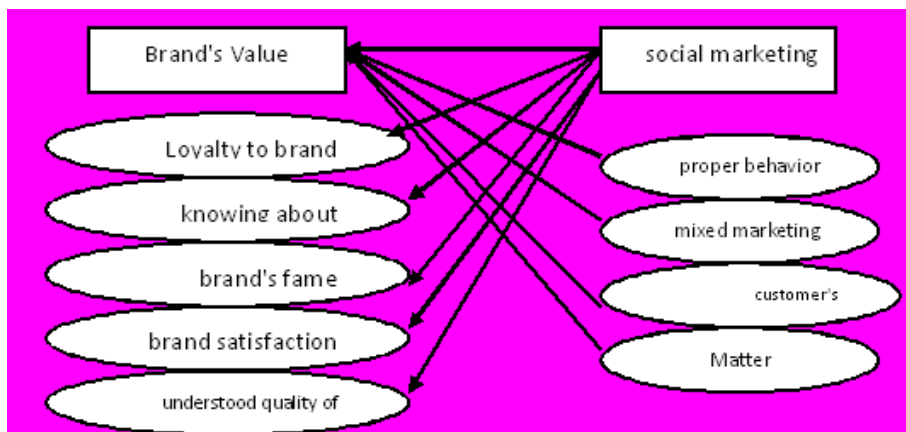 Brand's Value
social marketing
Loyalty to brand
knowing about
brand's fame
brand satisfaction
understood quality of
proper behavior
mixed marketing
customer's
Matter